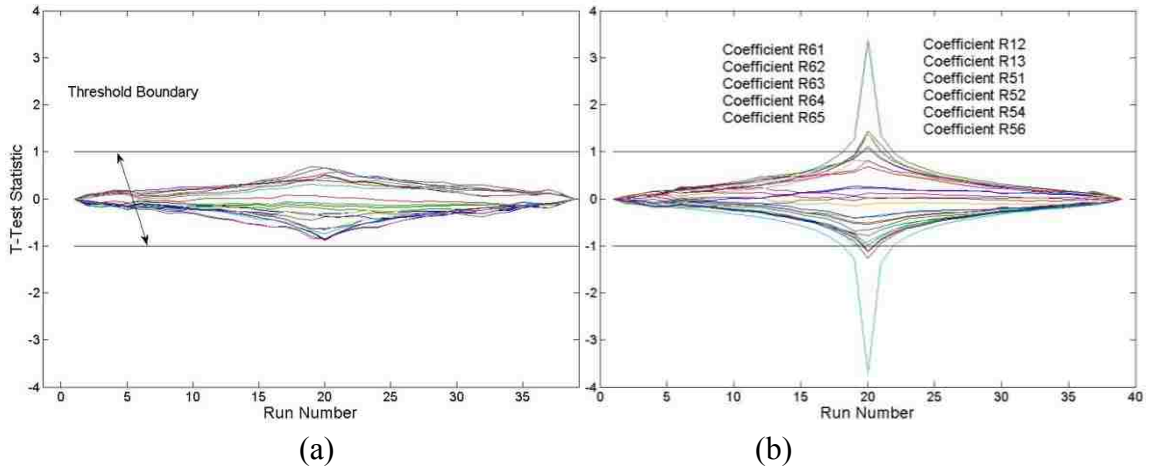 4
3
2
1
0
-1
-2
-3
-4
T-Test Statistic
Threshold Boundary
0 5 10 15 20 25 30 35
Run Number
(a)
4
3
2
1
0
-1
-2
-3
-4
Coefficient R61
Coefficient R62
Coefficient R63
Coefficient R64
Coefficient R65
Coefficient R12
Coefficient R13
Coefficient R51
Coefficient R52
Coefficient R54
Coefficient R56
0 5 10 15 20 25 30 35 40
Run Number
(b)